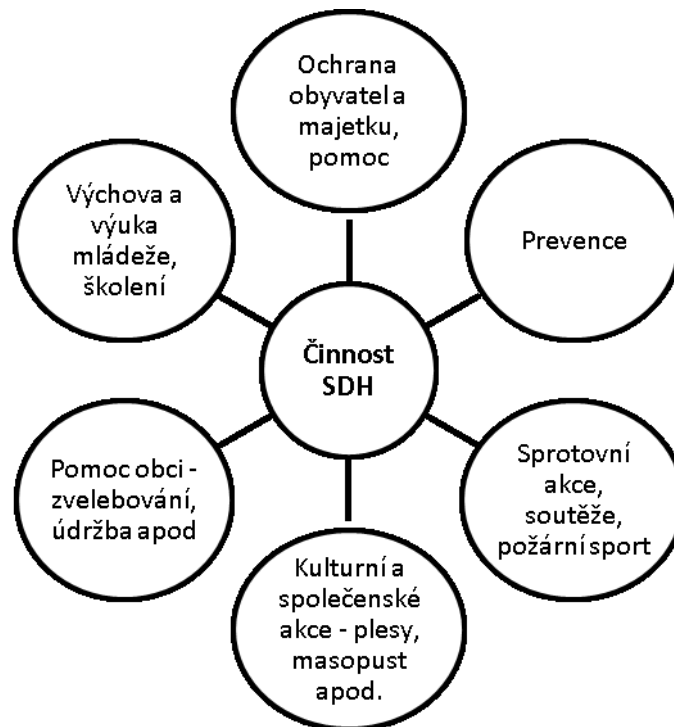 Ochrana
obyvatel a
majetku,
pomoc
Výchova a
výuka
mládeže,
školení
Prevence
Činnost
SDH
Pomoc obci -
zvelebování,
údržba apod
Sprotovní
akce,
soutěže,
požární sport
Kulturní a
společenské
akce - plesy,
masopust
apod.